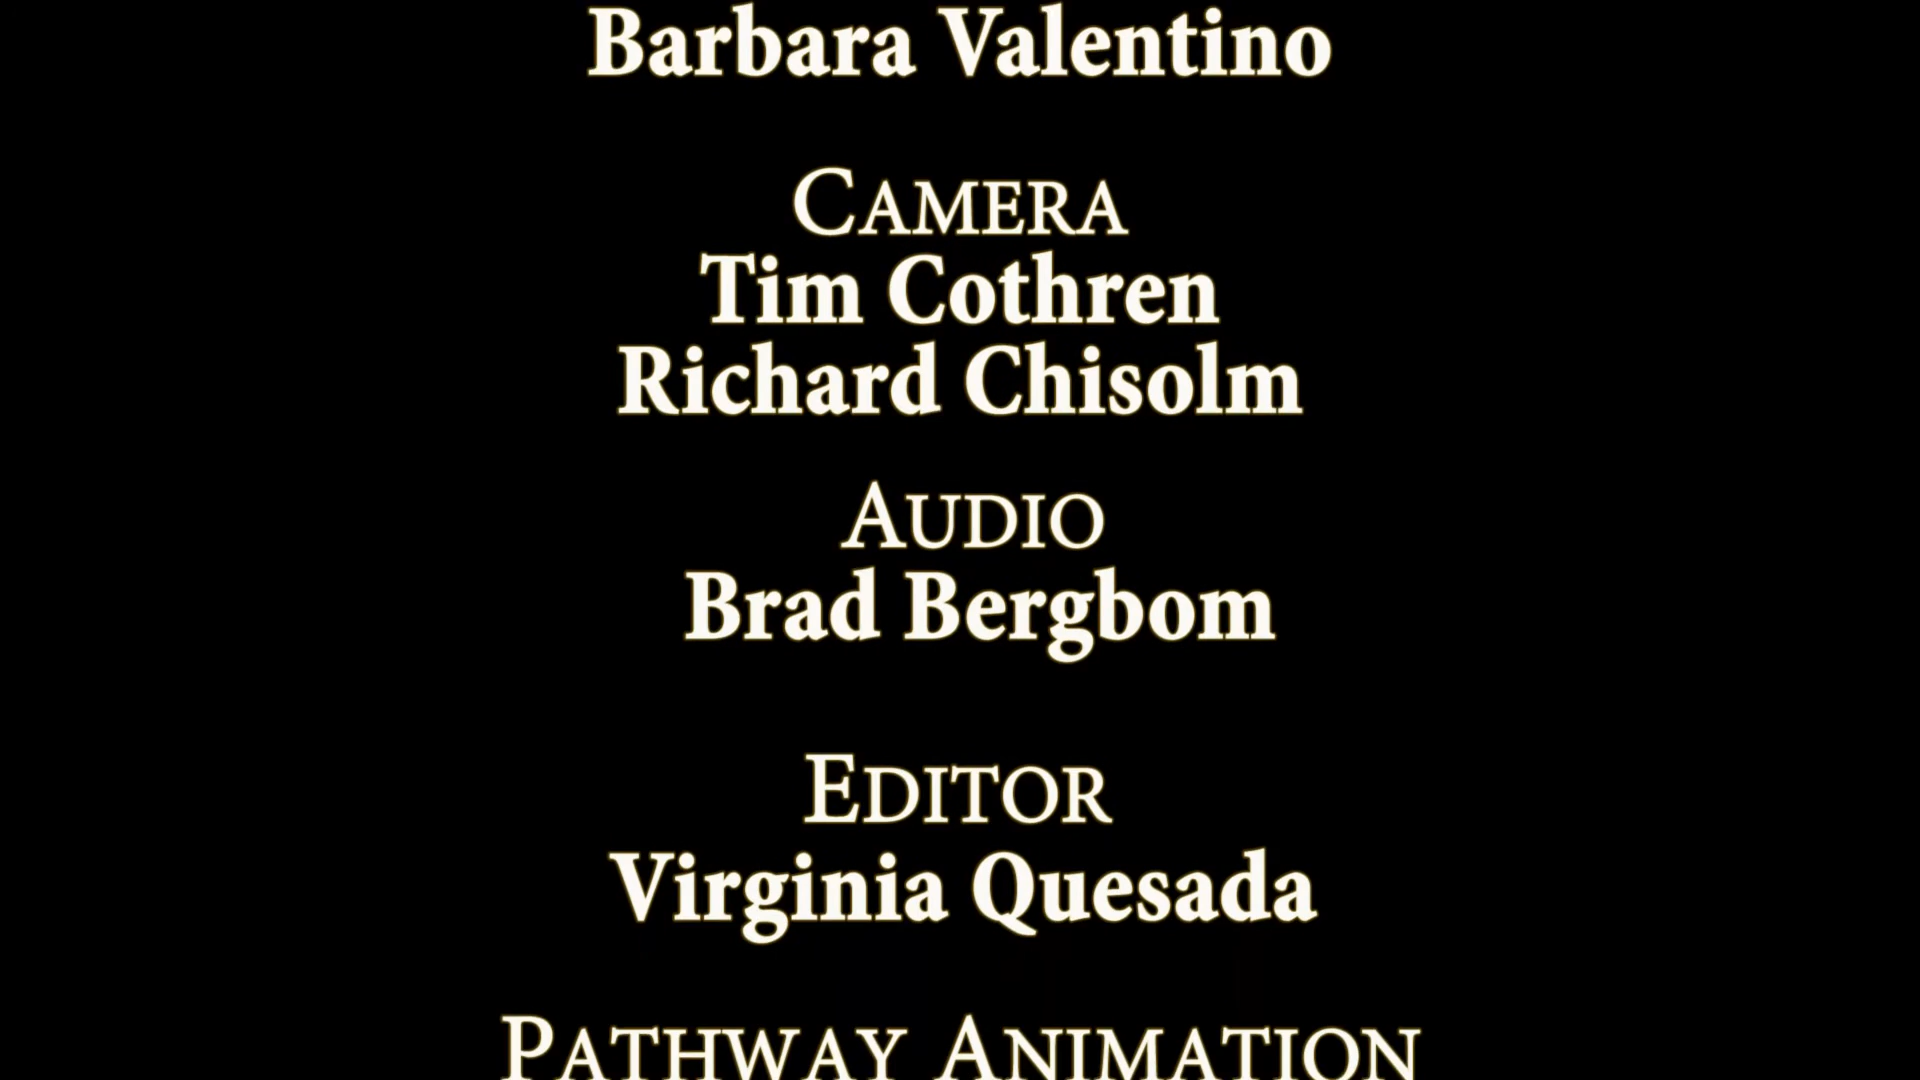 Barbara Valentino
CAMERA
Tim Cothren
Richard Chisolm
AUDIO
Brad Bergbom
EDITOR
Virginia Quesada
PATHWAY ANIMATION